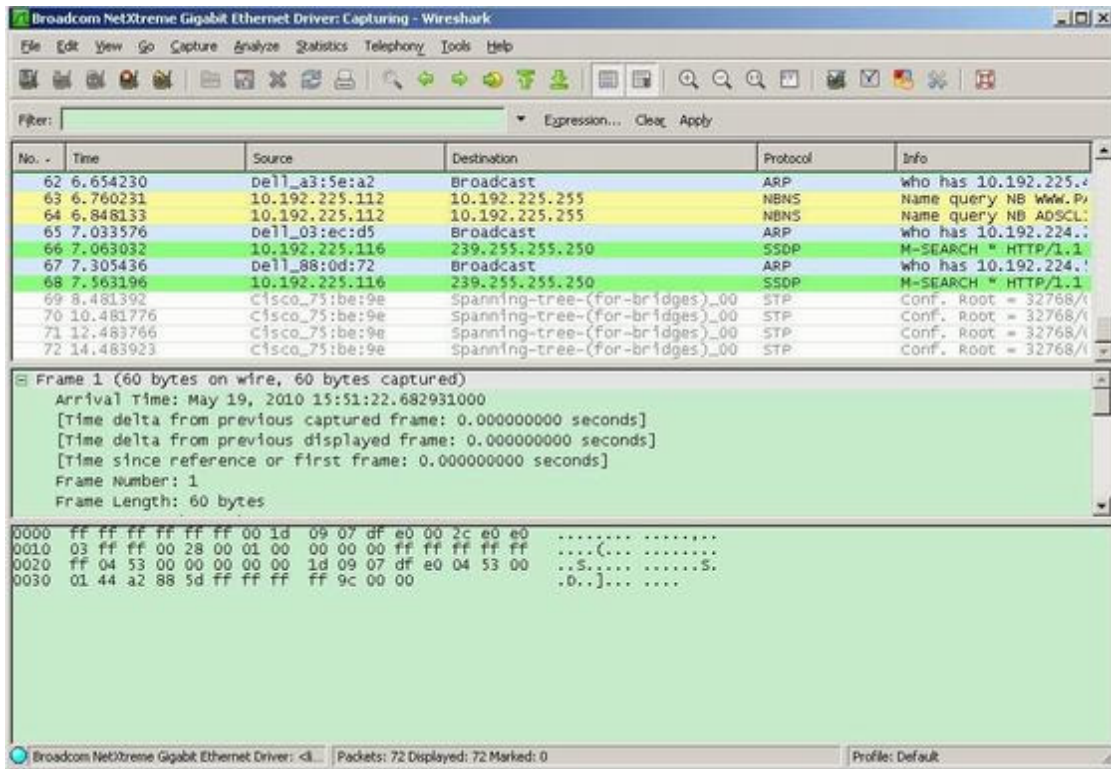 Broadcom NetXtreme Gigabit Ethernet Driver: Capturing - Wireshark
File Edit View Go Capture Analyze Statistics Telephony Tools Help
Filter: Expression... Clear Apply
No. - Time Source Destination Protocol Info
62 6.654230 Dell_a3:5e:a2 Broadcast ARP who has 10.192.225.
63 6.760231 10.192.225.112 10.192.225.255 NBNS Name query NB WWW.P
64 6.848133 10.192.225.112 10.192.225.255 NBNS Name query NB ADSCL
65 7.033576 Dell_03:ec:d5 Broadcast ARP who has 10.192.224.
66 7.063032 10.192.225.116 239.255.255.250 SSDP M-SEARCH * HTTP/1.1
67 7.305436 Dell_88:0d:72 Broadcast ARP who has 10.192.224.
68 7.563196 10.192.225.116 239.255.255.250 SSDP M-SEARCH * HTTP/1.1
69 8.481392 Cisco_75:be:9e Spanning-tree-(for-bridges)_00 STP Conf. Root = 32768/
70 10.481776 Cisco_75:be:9e Spanning-tree-(for-bridges)_00 STP Conf. Root = 32768/
71 12.483766 Cisco_75:be:9e Spanning-tree-(for-bridges)_00 STP Conf. Root = 32768/
72 14.483923 Cisco_75:be:9e Spanning-tree-(for-bridges)_00 STP Conf. Root = 32768/
Frame 1 (60 bytes on wire, 60 bytes captured)
Arrival Time: May 19, 2010 15:51:22.682931000
[Time delta from previous captured frame: 0.000000000 seconds]
[Time delta from previous displayed frame: 0.000000000 seconds]
[Time since reference or first frame: 0.000000000 seconds]
Frame Number: 1
Frame Length: 60 bytes
0000 ff ff ff ff ff ff 00 1d 09 07 df e0 00 2c e0 e0 ........ .....,..
0010 03 ff ff 00 28 00 01 00 00 00 00 ff ff ff ff ff ....(... ........
0020 ff 04 53 00 00 00 00 00 1d 09 07 df e0 04 53 00 ..S..... ......S.
0030 01 44 a2 88 5d ff ff ff ff 9c 00 00 .D..]... ....
Broadcom NetXtreme Gigabit Ethernet Driver: Packets: 72 Displayed: 72 Marked: 0 Profile: Default